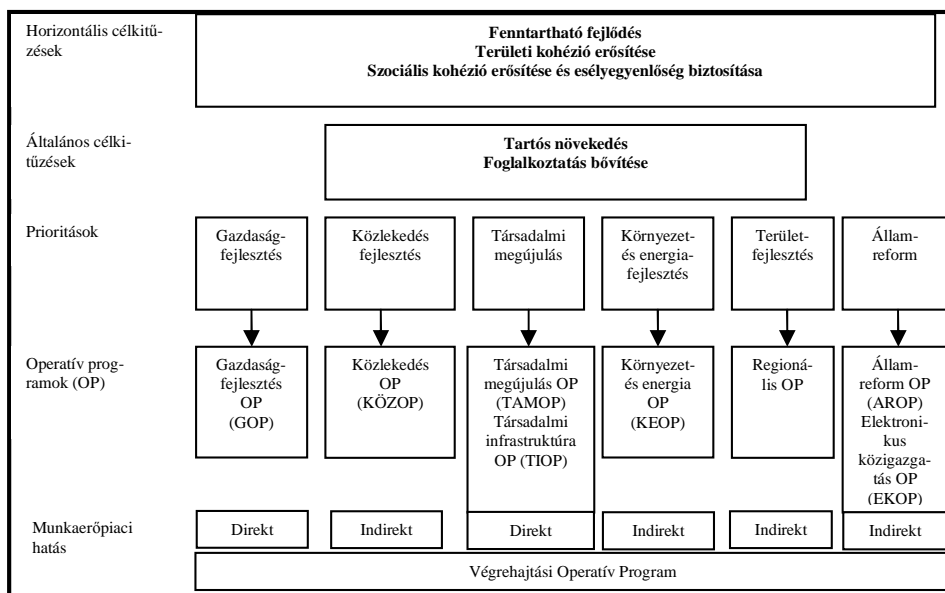 Horizontális célkitű-
zések
Fenntartható fejlődés
Területi kohézió erősítése
Szociális kohézió erősítése és esélyegyenlőség biztosítása
Általános célki-
tűzések
Tartós növekedés
Foglalkoztatás bővítése
Prioritások
Gazdaság-
fejlesztés
Közlekedés
fejlesztés
Társadalmi
megújulás
Környezet-
és energia-
fejlesztés
Terület-
fejlesztés
Állam-
reform
Operatív prog-
ramok (OP)
Gazdaság-
fejlesztés
OP
(GOP)
Közlekedés
OP
(KÖZOP)
Társadalmi
megújulás OP
(TAMOP)
Társadalmi
infrastruktúra
OP (TIOP)
Környezet-
és energia
OP
(KEOP)
Regioná-
lis OP
Állam-
reform OP
(AROP)
Elektroni-
kus
közigazga-
tás OP
(EKOP)
Munkaerőpiaci
hatás
Direkt
Indirekt
Direkt
Indirekt
Indirekt
Indirekt
Végrehajtási Operatív Program